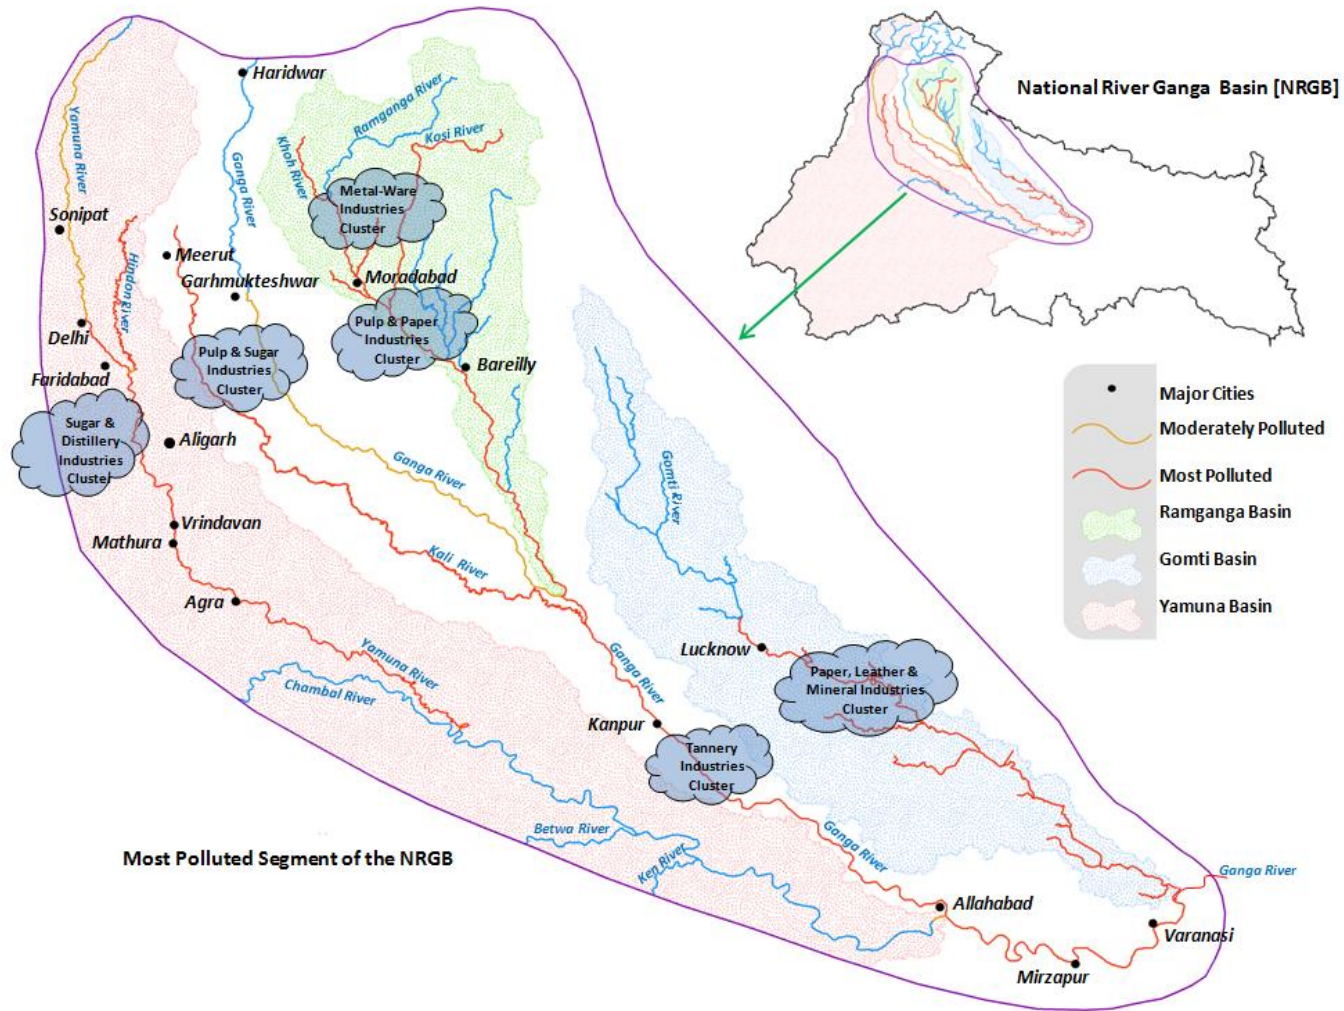 National River Ganga Basin [NRGB]
Haridwar
Ramganga River
Kosi River
Khoh River
Yamuna River
Ganga River
Metal-Ware
Industries
Cluster
Sonipat
Meerut
Hindon River
Garhmukteshwar
Moradabad
Delhi
Pulp & Paper
Industries
Cluster
Pulp & Sugar
Industries
Cluster
Faridabad
Bareilly
Sugar &
Distillery
Industries
Cluster
Aligarh
Ganga River
Gomti River
Vrindavan
Mathura
Kali River
Agra
Yamuna River
Chambal River
Lucknow
Ganga River
Paper, Leather &
Mineral Industries
Cluster
Kanpur
Tannery
Industries
Cluster
Betwa River
Ken River
Ganga River
Most Polluted Segment of the NRGB
Ganga River
Allahabad
Varanasi
Mirzapur
Major Cities
Moderately Polluted
Most Polluted
Ramganga Basin
Gomti Basin
Yamuna Basin